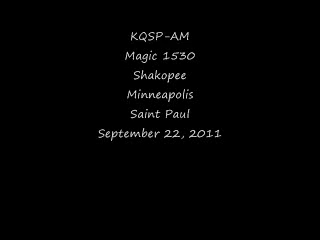 KQSP-AM
Magic 1530
Shakopee
Minneapolis
Saint Paul
September 22, 2011